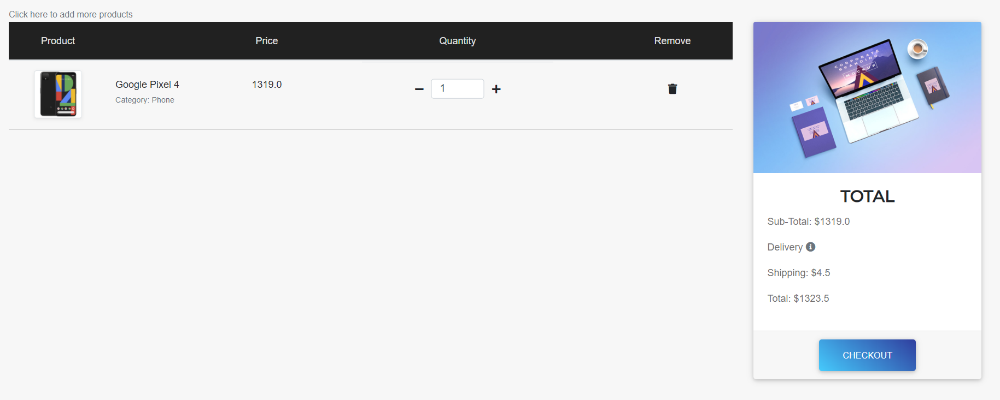 Click here to add more products
Product Price Quantity Remove
Google Pixel 4 1319.0 1
Category: Phone
CORPORATE
BRANDING
MOCKUP
TOTAL
Sub-Total: $1319.0
Delivery
Shipping: $4.5
Total: $1323.5
CHECKOUT